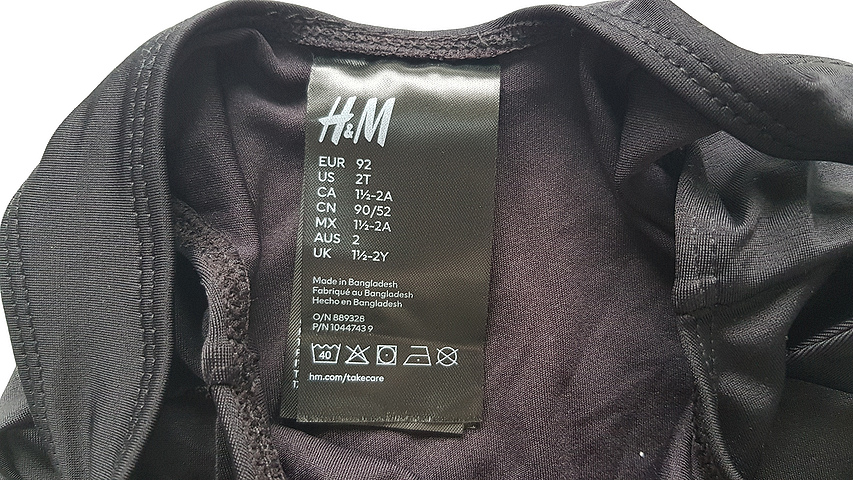 H&M
EUR 92
US 2T
CA 1½-2A
CN 90/52
MX 1½-2A
AUS 2
UK 1½-2Y
Made in Bangladesh
Fabriqué au Bangladesh
Hecho en Bangladesh
O/N 889328
P/N 1044743 9
40
hm.com/takecare